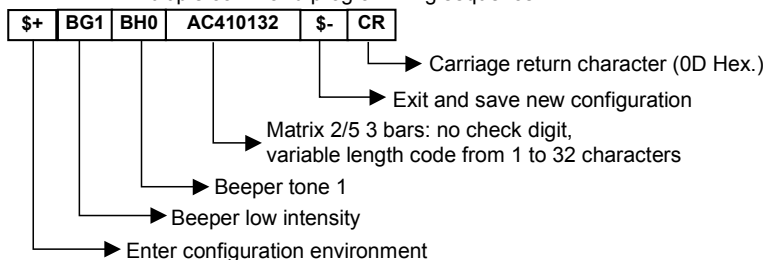 $+ BG1 BH0 AC410132 $- CR
Carriage return character (0D Hex.)
Exit and save new configuration
Matrix 2/5 3 bars: no check digit,
variable length code from 1 to 32 characters
Beeper tone 1
Beeper low intensity
Enter configuration environment